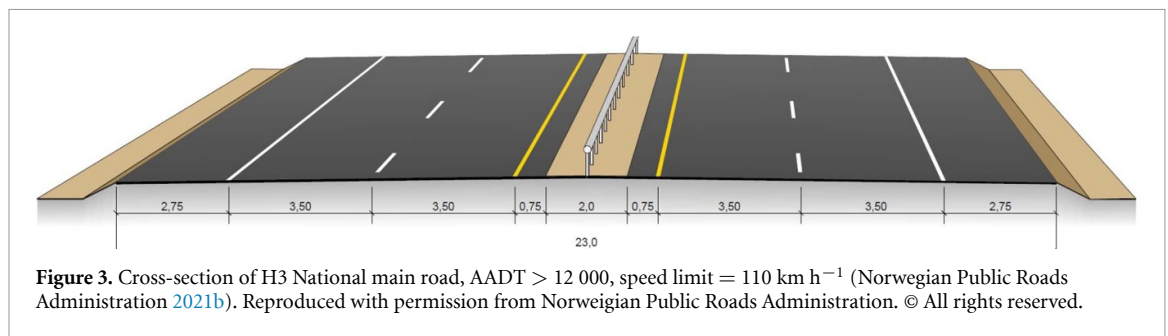 2,75 3,50 3,50 0,75 2,0 0,75 3,50 3,50 2,75
23,0
Figure 3. Cross-section of H3 National main road, AADT > 12 000, speed limit = 110 km h⁻¹ (Norwegian Public Roads
Administration 2021b). Reproduced with permission from Norweigian Public Roads Administration. © All rights reserved.